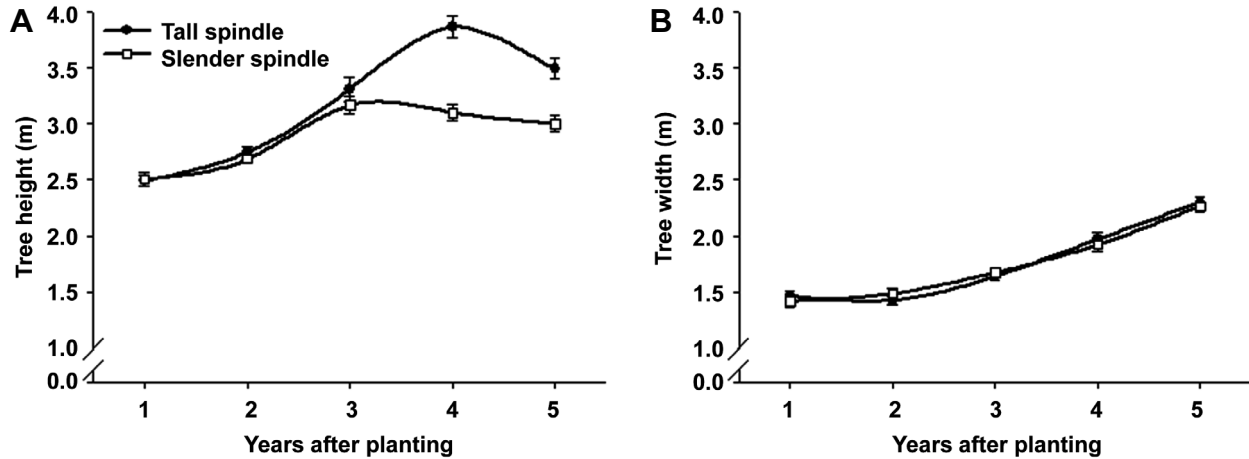 A
Tree height (m)
4.0
3.5
3.0
2.5
2.0
1.5
1.0
0.0
Tall spindle
Slender spindle
1 2 3 4 5
Years after planting
B
Tree width (m)
4.0
3.5
3.0
2.5
2.0
1.5
1.0
0.0
1 2 3 4 5
Years after planting